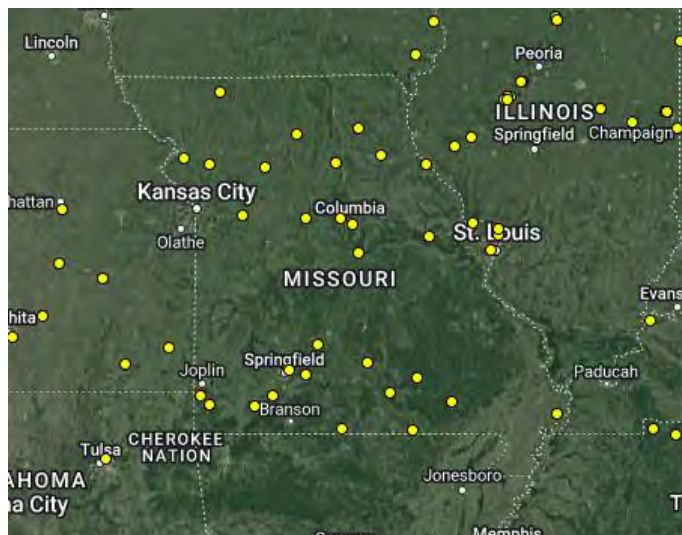 Lincoln
Peoria
ILLINOIS
Springfield
Champaign
hattan
Kansas City
Columbia
Olathe
St. Louis
MISSOURI
Evans
hita
Springfield
Joplin
Paducah
Branson
CHEROKEE
NATION
Tulsa
AHOMA
na City
Jonesboro
T
Memphis